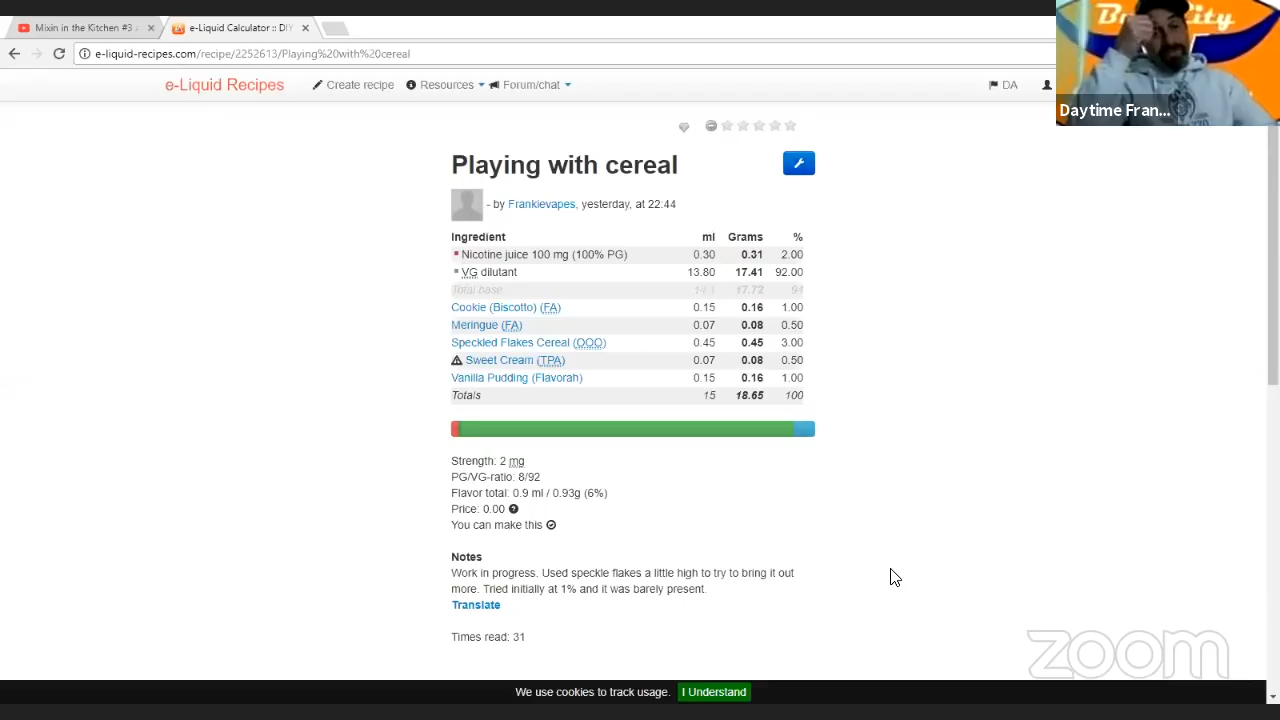 Mixin in the Kitchen #3
e-Liquid Calculator :: DIY
e-liquid-recipes.com/recipe/2252613/Playing%20with%20cereal
e-Liquid Recipes Create recipe Resources Forum/chat DA
Daytime Fran...
Playing with cereal
- by Frankievapes, yesterday, at 22:44
Ingredient ml Grams %
Nicotine juice 100 mg (100% PG) 0.30 0.31 2.00
VG dilutant 13.80 17.41 92.00
Total base 14.1 17.72 94
Cookie (Biscotto) (FA) 0.15 0.16 1.00
Meringue (FA) 0.07 0.08 0.50
Speckled Flakes Cereal (OOO) 0.45 0.45 3.00
Sweet Cream (TPA) 0.07 0.08 0.50
Vanilla Pudding (Flavorah) 0.15 0.16 1.00
Totals 15 18.65 100
Strength: 2 mg
PG/VG-ratio: 8/92
Flavor total: 0.9 ml / 0.93g (6%)
Price: 0.00
You can make this
Notes
Work in progress. Used speckle flakes a little high to try to bring it out
more. Tried initially at 1% and it was barely present.
Translate
Times read: 31
zoom
We use cookies to track usage. I Understand